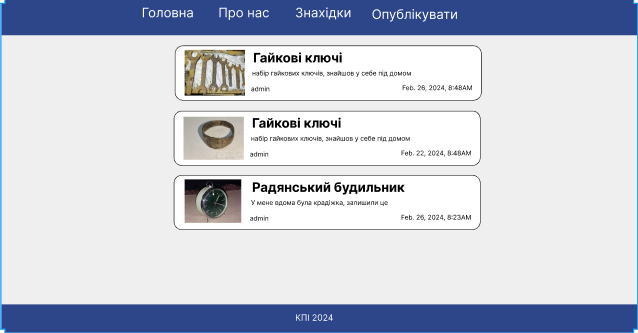 Головна Про нас Знахідки Опублікувати
Гайкові ключі
набір гайкових ключів, знайшов у себе під домом
admin Feb. 26, 2024, 8:48AM
Гайкові ключі
набір гайкових ключів, знайшов у себе під домом
admin Feb. 22, 2024, 8:48AM
Радянський будильник
У мене вдома була крадіжка, залишили це
admin Feb. 26, 2024, 8:23AM
КПІ 2024